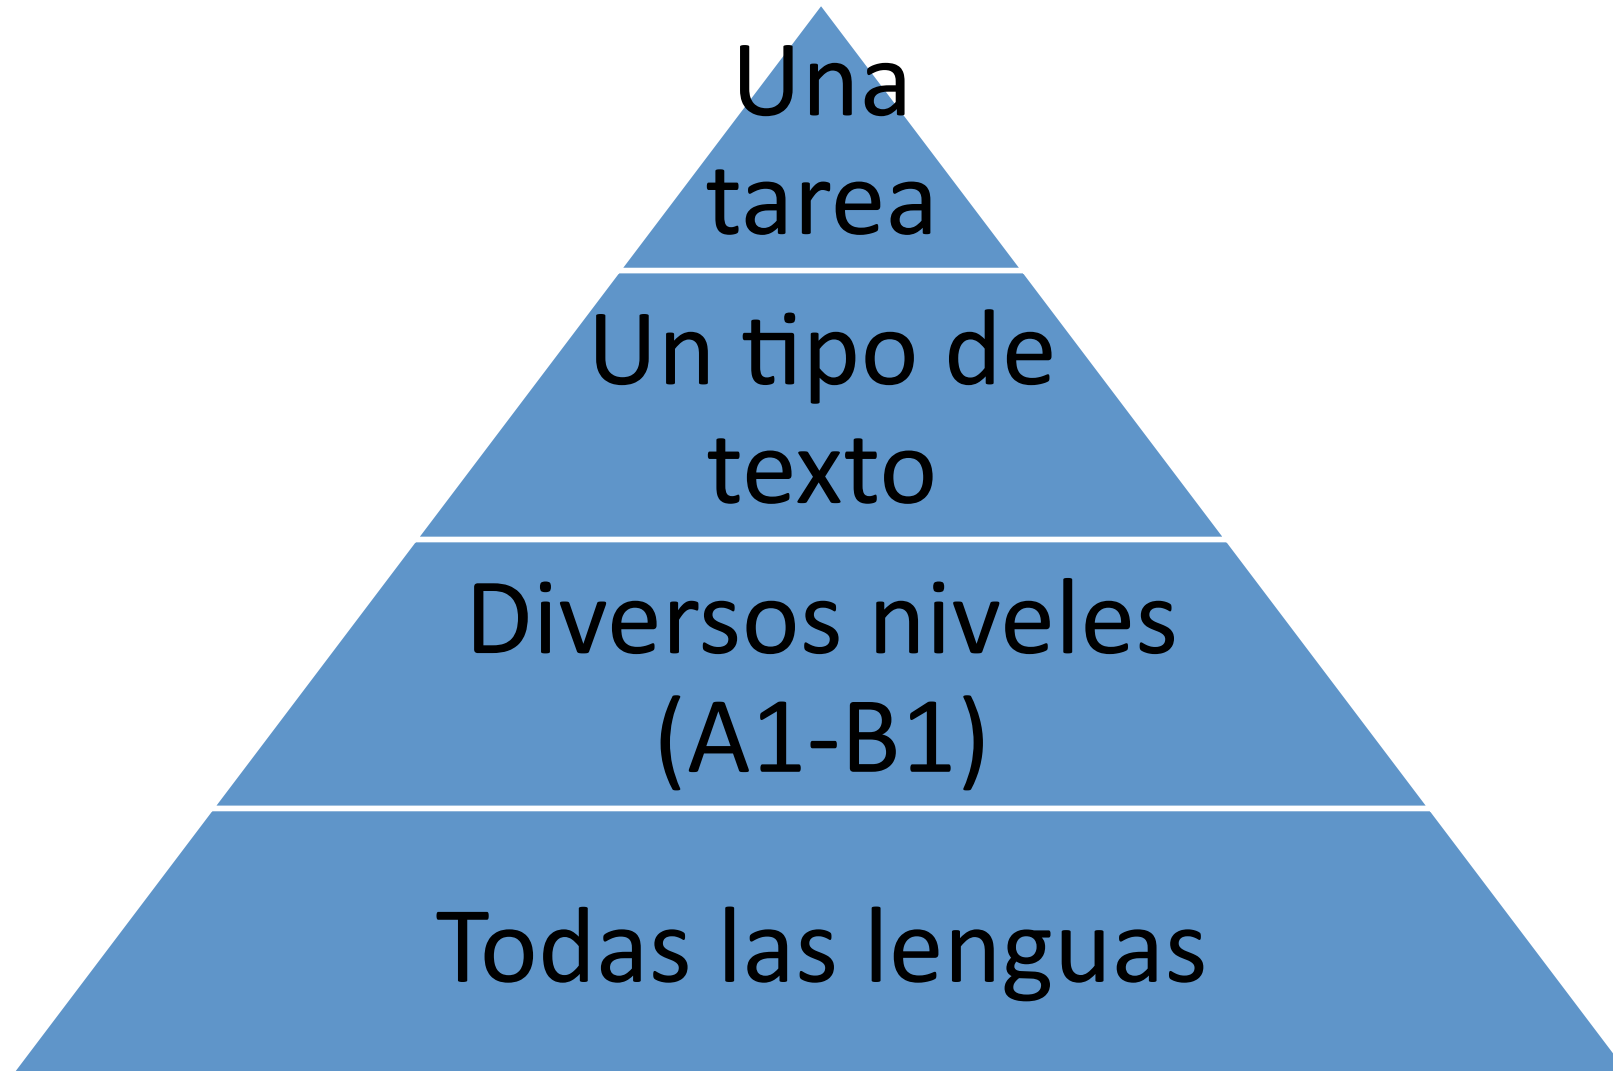 Una
tarea
Un tipo de
texto
Diversos niveles
(A1-B1)
Todas las lenguas